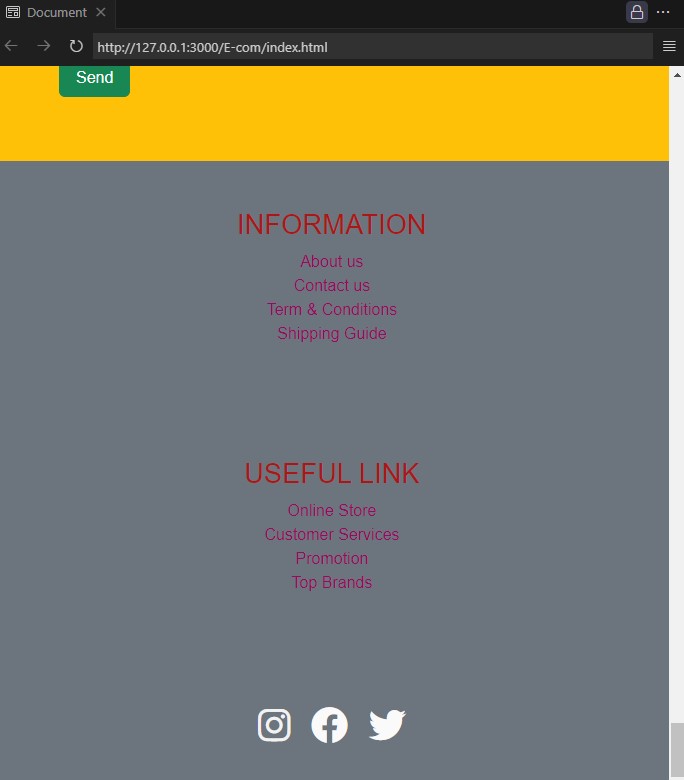 Document
http://127.0.0.1:3000/E-com/index.html
Send
INFORMATION
About us
Contact us
Term & Conditions
Shipping Guide
USEFUL LINK
Online Store
Customer Services
Promotion
Top Brands